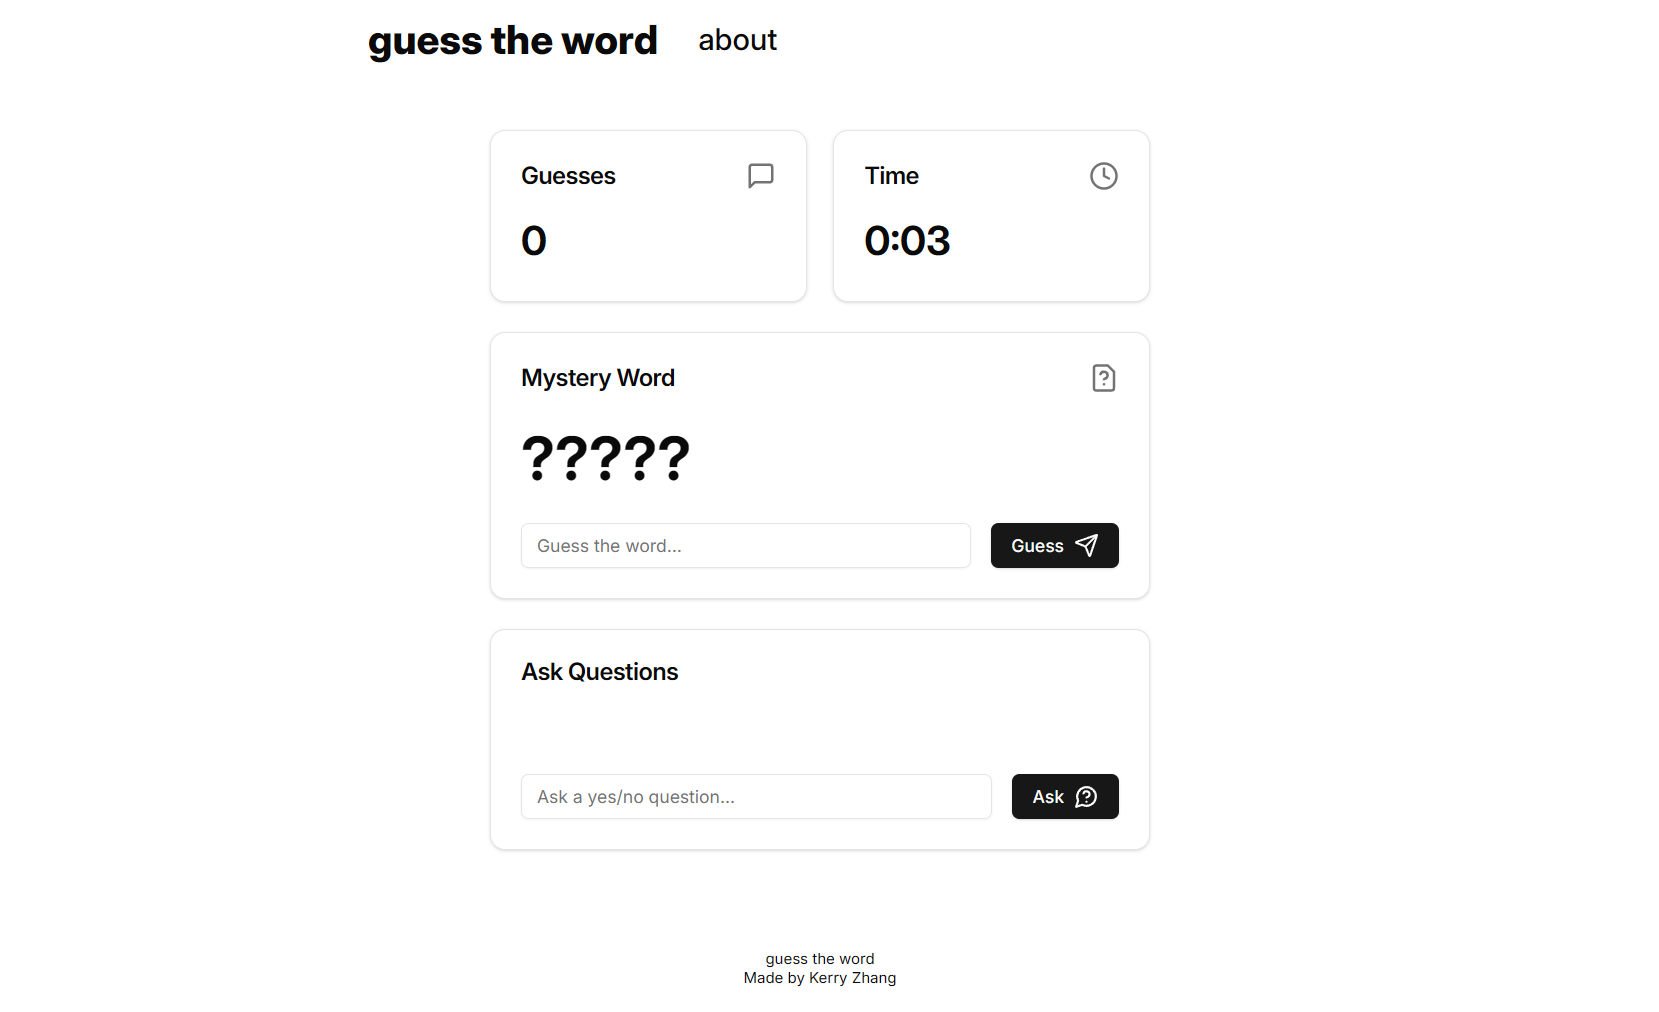 guess the word about
Guesses
0
Time
0:03
Mystery Word
?????
Guess the word...
Guess
Ask Questions
Ask a yes/no question...
Ask
guess the word
Made by Kerry Zhang